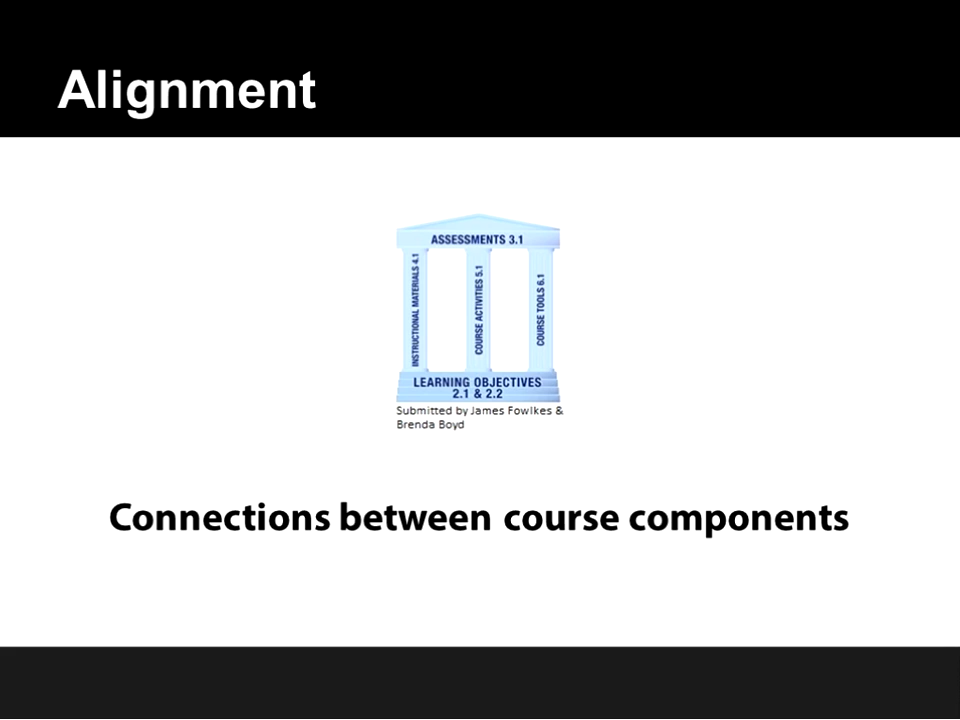 Alignment
ASSESSMENTS 3.1
INSTRUCTIONAL MATERIALS 4.1
COURSE ACTIVITIES 5.1
COURSE TOOLS 6.1
LEARNING OBJECTIVES
2.1 & 2.2
Submitted by James Fowlkes &
Brenda Boyd
Connections between course components